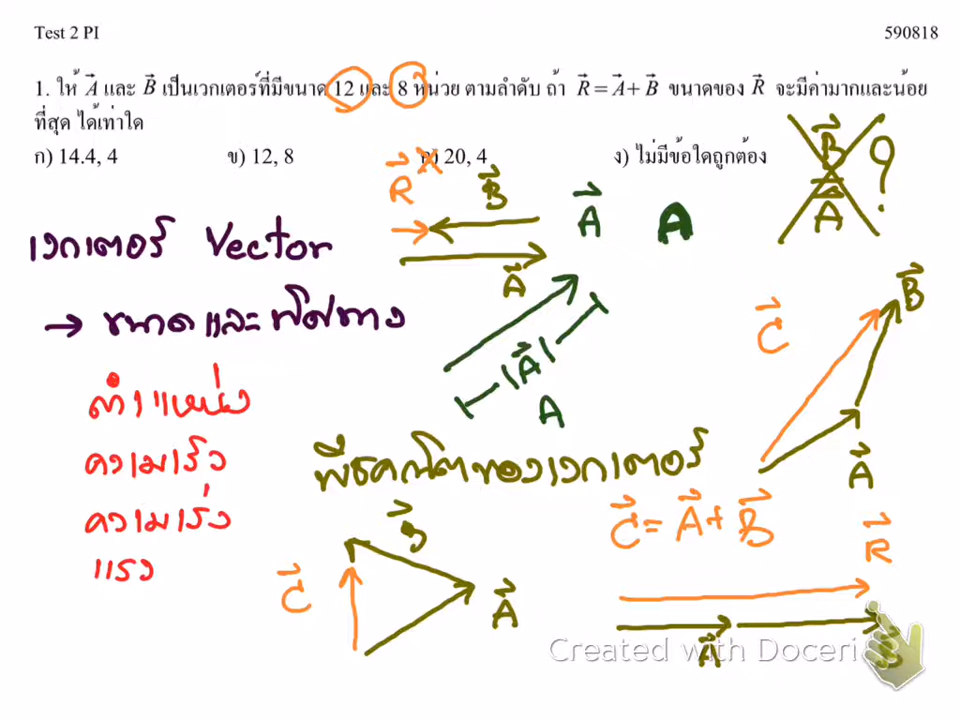 Test 2 PI 590818
1. ให้ A⃗ และ B⃗ เป็นเวกเตอร์ที่มีขนาด 12 และ 8 หน่วย ตามลำดับ ถ้า R⃗ = A⃗ + B⃗ ขนาดของ R⃗ จะมีค่ามากและน้อย
ที่สุด ได้เท่าใด
ก) 14.4, 4 ข) 12, 8 ค) 20, 4 ง) ไม่มีข้อใดถูกต้อง
B⃗
A⃗
?
R⃗
B⃗
A⃗
A⃗ A
เวกเตอร์ Vector
→ ขนาดและทิศทาง
|A⃗|
A
C⃗
B⃗
A⃗
ตำแหน่ง
ความเร็ว
ความเร่ง
แรง
พีชคณิตของเวกเตอร์
C⃗ = A⃗ + B⃗
B⃗
C⃗
A⃗
R⃗
A⃗
Created with Doceri